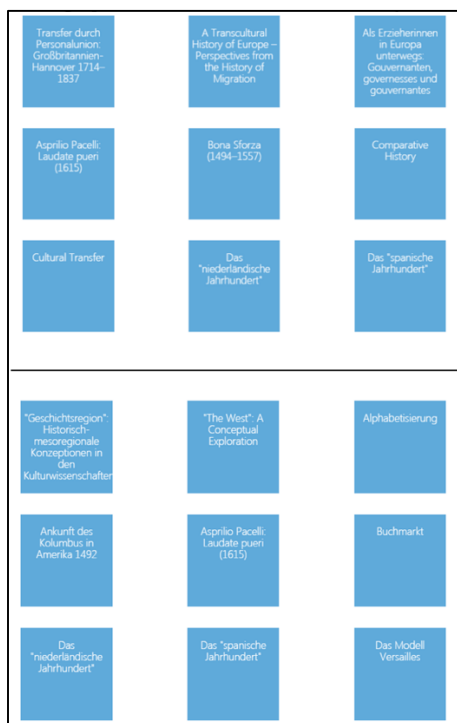 Transfer durch
Personalunion:
Großbritannien-
Hannover 1714–
1837
A Transcultural
History of Europe –
Perspectives from
the History of
Migration
Als Erzieherinnen
in Europa
unterwegs:
Gouvernanten,
governesses und
gouvernantes
Asprilio Pacelli:
Laudate pueri
(1615)
Bona Sforza
(1494–1557)
Comparative
History
Cultural Transfer
Das
"niederländische
Jahrhundert"
Das "spanische
Jahrhundert"
"Geschichtsregion":
Historisch-
mesoregionale
Konzeptionen in
den
Kulturwissenschaften
"The West": A
Conceptual
Exploration
Alphabetisierung
Ankunft des
Kolumbus in
Amerika 1492
Asprilio Pacelli:
Laudate pueri
(1615)
Buchmarkt
Das
"niederländische
Jahrhundert"
Das "spanische
Jahrhundert"
Das Modell
Versailles